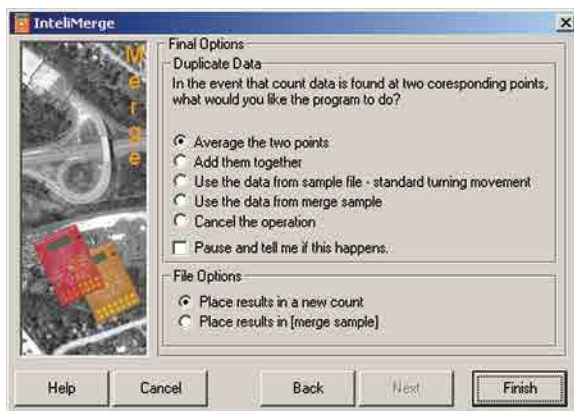 InteliMerge
Merge
Final Options
Duplicate Data
In the event that count data is found at two coresponding points,
what would you like the program to do?
Average the two points
Add them together
Use the data from sample file - standard turning movement
Use the data from merge sample
Cancel the operation
Pause and tell me if this happens.
File Options
Place results in a new count
Place results in [merge sample]
Help
Cancel
Back
Next
Finish